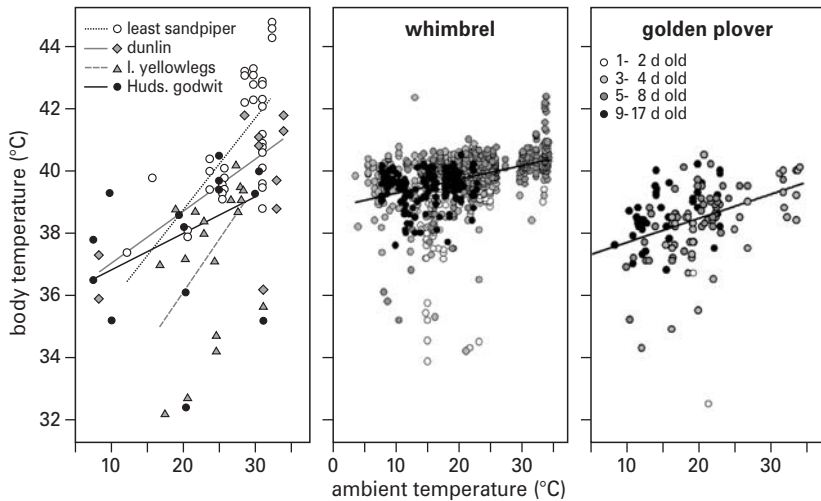 body temperature (°C)
44
42
40
38
36
34
32
least sandpiper
dunlin
l. yellowlegs
Huds. godwit
10
20
30
whimbrel
0
10
20
30
ambient temperature (°C)
golden plover
1- 2 d old
3- 4 d old
5- 8 d old
9-17 d old
10
20
30